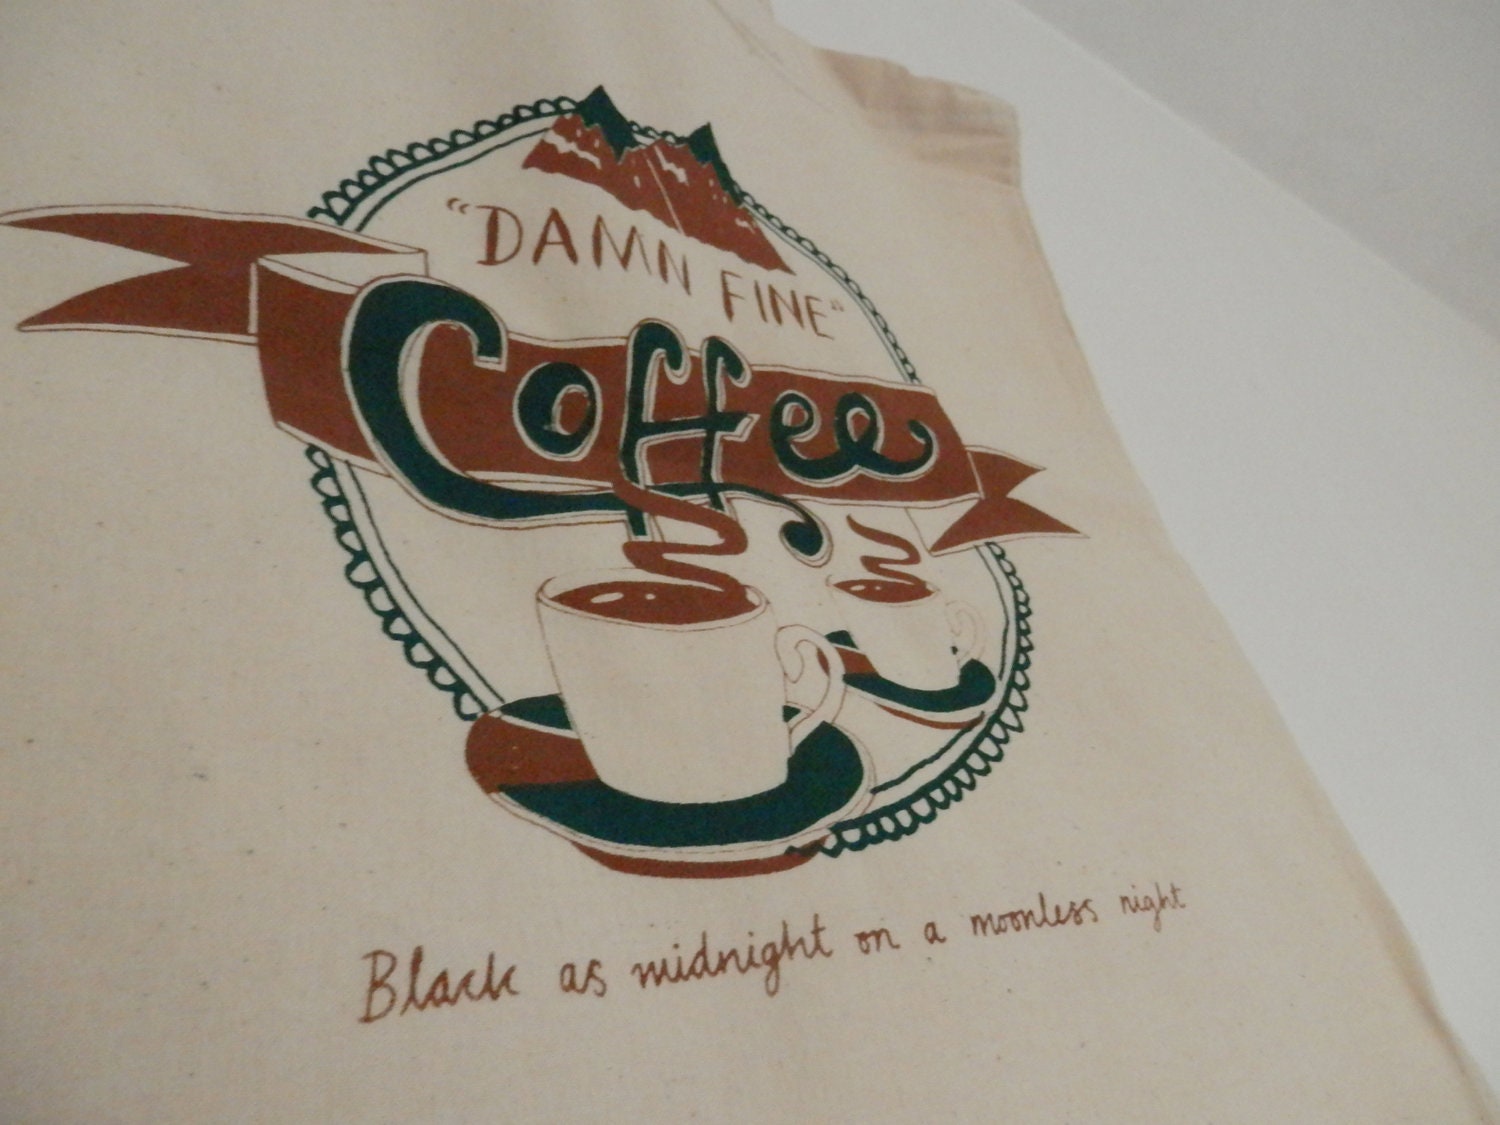 “DAMN FINE”
Coffee
Black as midnight on a moonless night